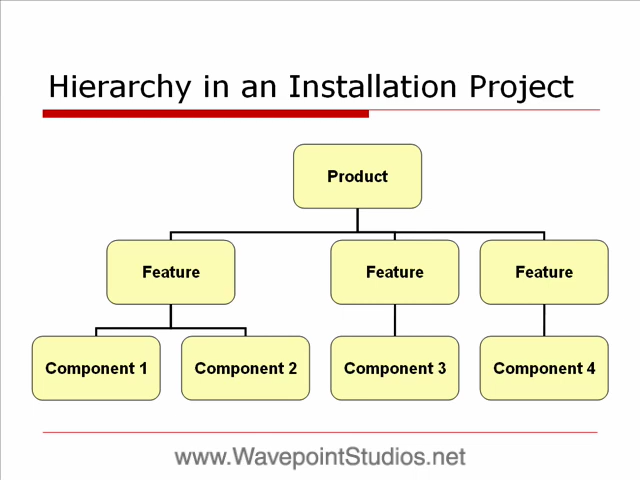 Hierarchy in an Installation Project
Product
Feature
Feature
Feature
Component 1
Component 2
Component 3
Component 4
www.WavepointStudios.net